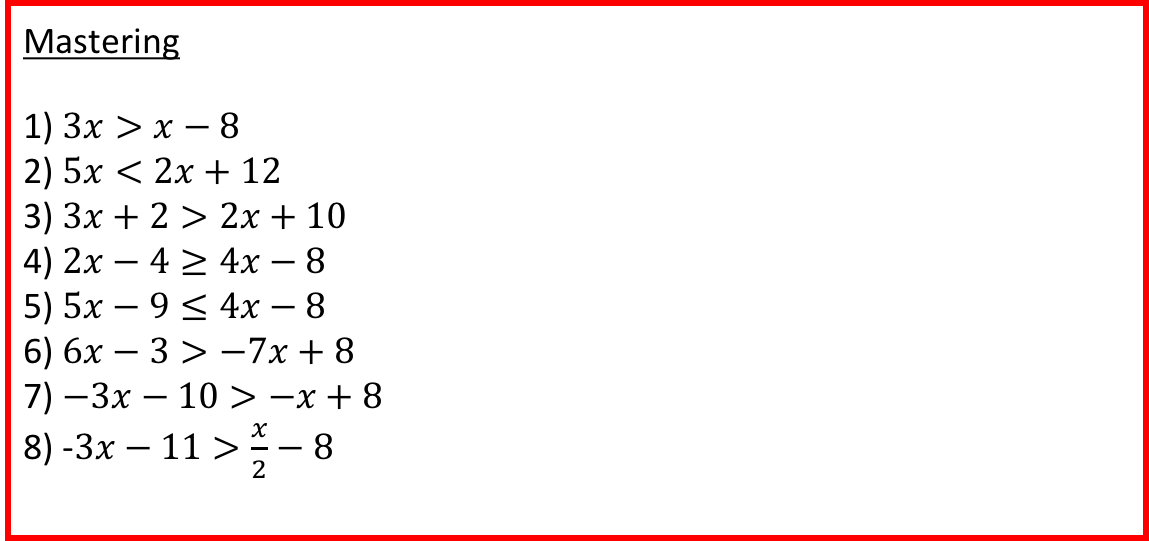 Mastering
1) 3𝑥 > 𝑥 − 8
2) 5𝑥 < 2𝑥 + 12
3) 3𝑥 + 2 > 2𝑥 + 10
4) 2𝑥 − 4 ≥ 4𝑥 − 8
5) 5𝑥 − 9 ≤ 4𝑥 − 8
6) 6𝑥 − 3 > −7𝑥 + 8
7) −3𝑥 − 10 > −𝑥 + 8
8) -3𝑥 − 11 > 𝑥/2 − 8